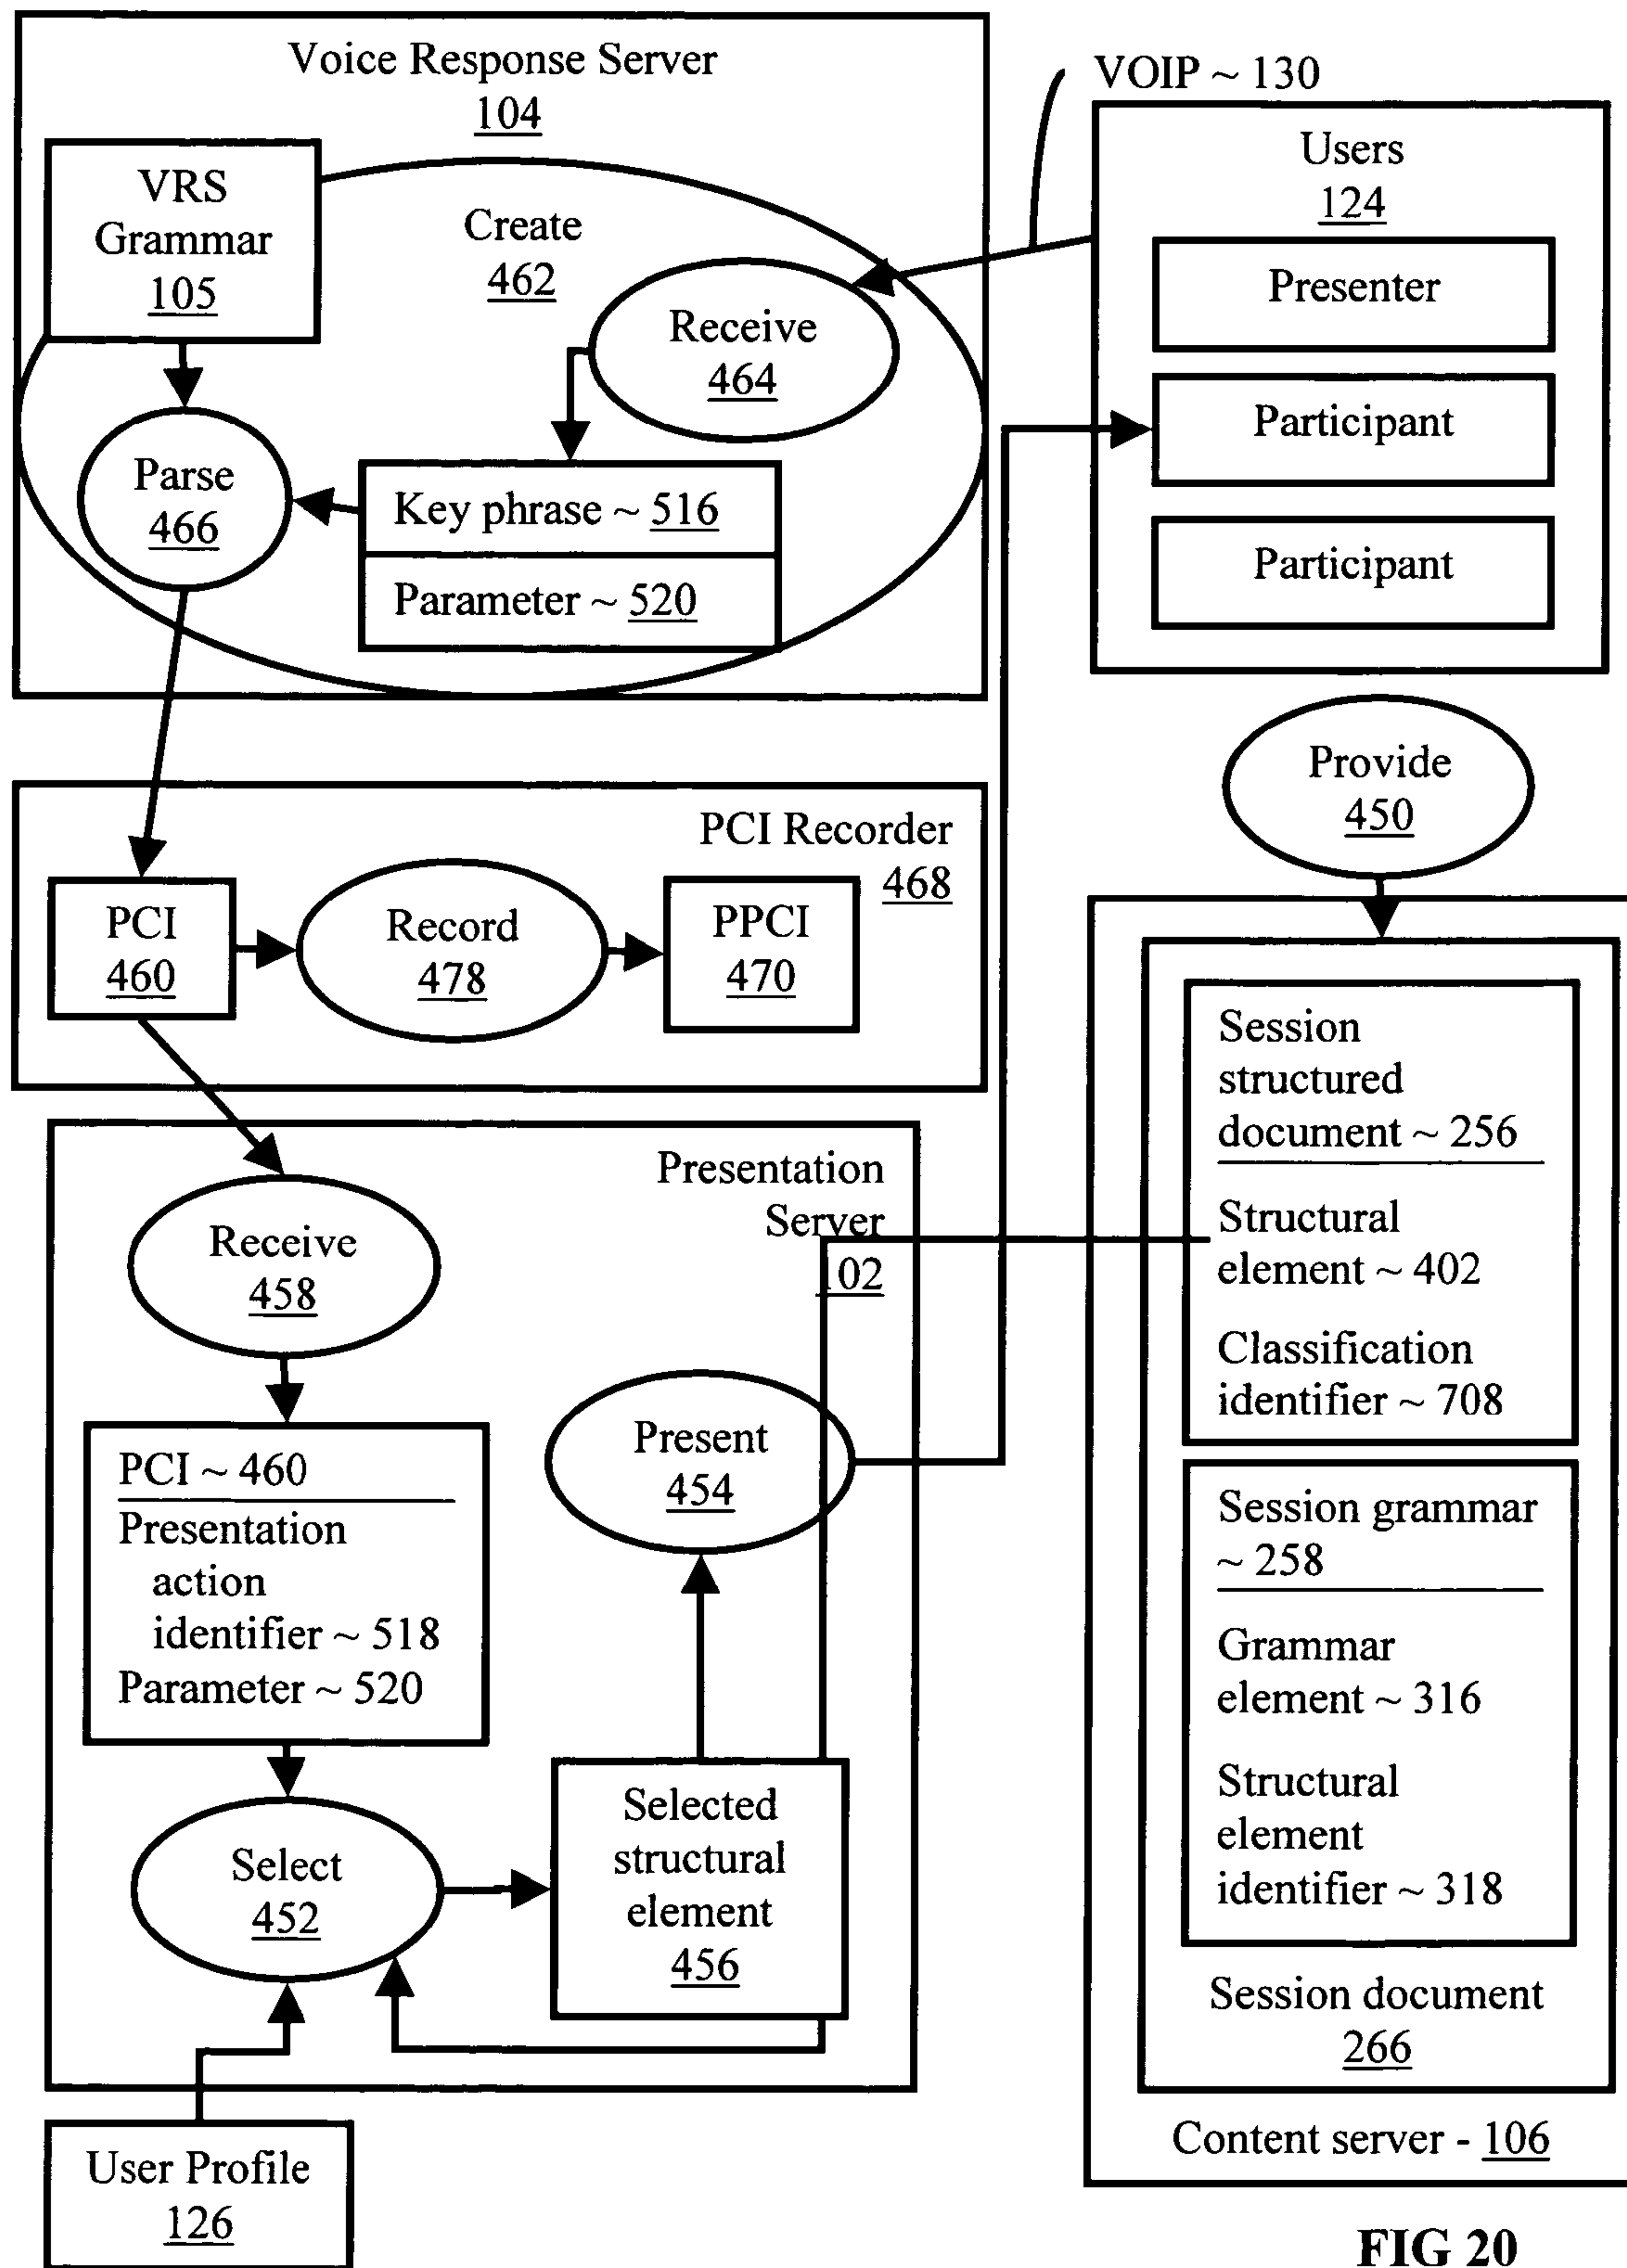 Voice Response Server
104
VRS
Grammar
105
Create
462
Receive
464
Parse
466
Key phrase ~ 516
Parameter ~ 520
VOIP ~ 130
Users
124
Presenter
Participant
Participant
Provide
450
PCI Recorder
468
PCI
460
Record
478
PPCI
470
Presentation
Server
102
Receive
458
PCI ~ 460
Presentation
action
identifier ~ 518
Parameter ~ 520
Present
454
Select
452
Selected
structural
element
456
User Profile
126
Session
structured
document ~ 256
Structural
element ~ 402
Classification
identifier ~ 708
Session grammar
~ 258
Grammar
element ~ 316
Structural
element
identifier ~ 318
Session document
266
Content server - 106
FIG 20